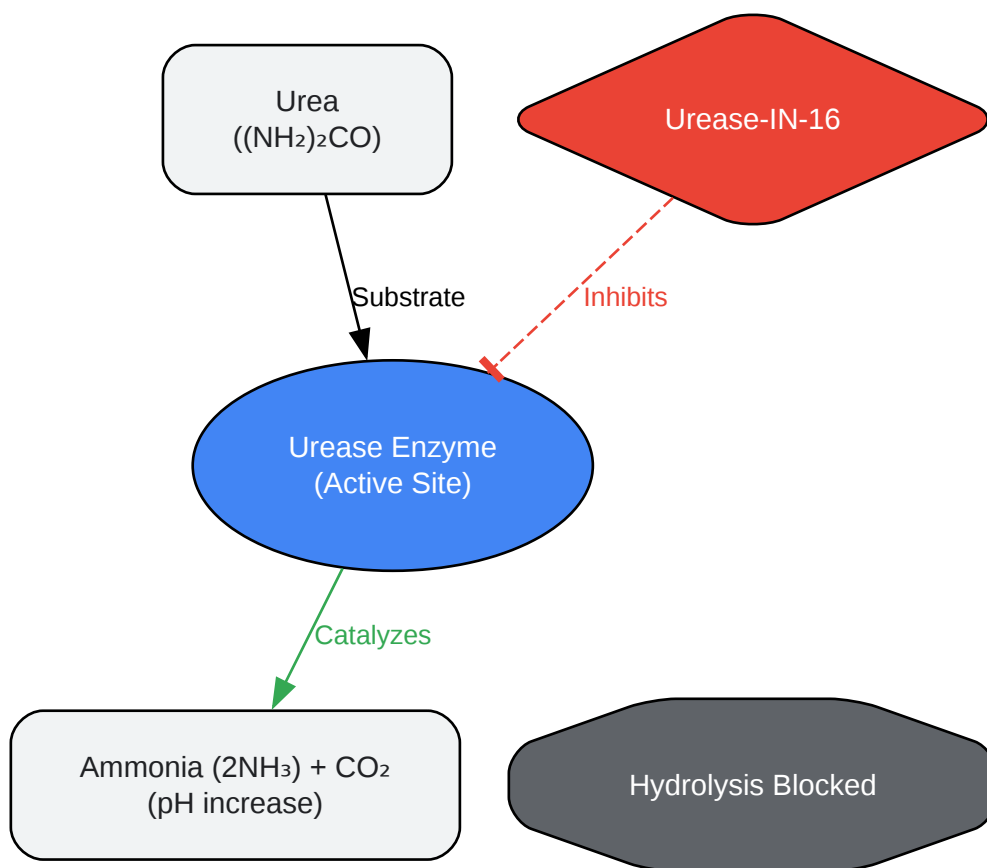 Urea
((NH₂)₂CO)
Urease-IN-16
Substrate
Inhibits
Urease Enzyme
(Active Site)
Catalyzes
Ammonia (2NH₃) + CO₂
(pH increase)
Hydrolysis Blocked